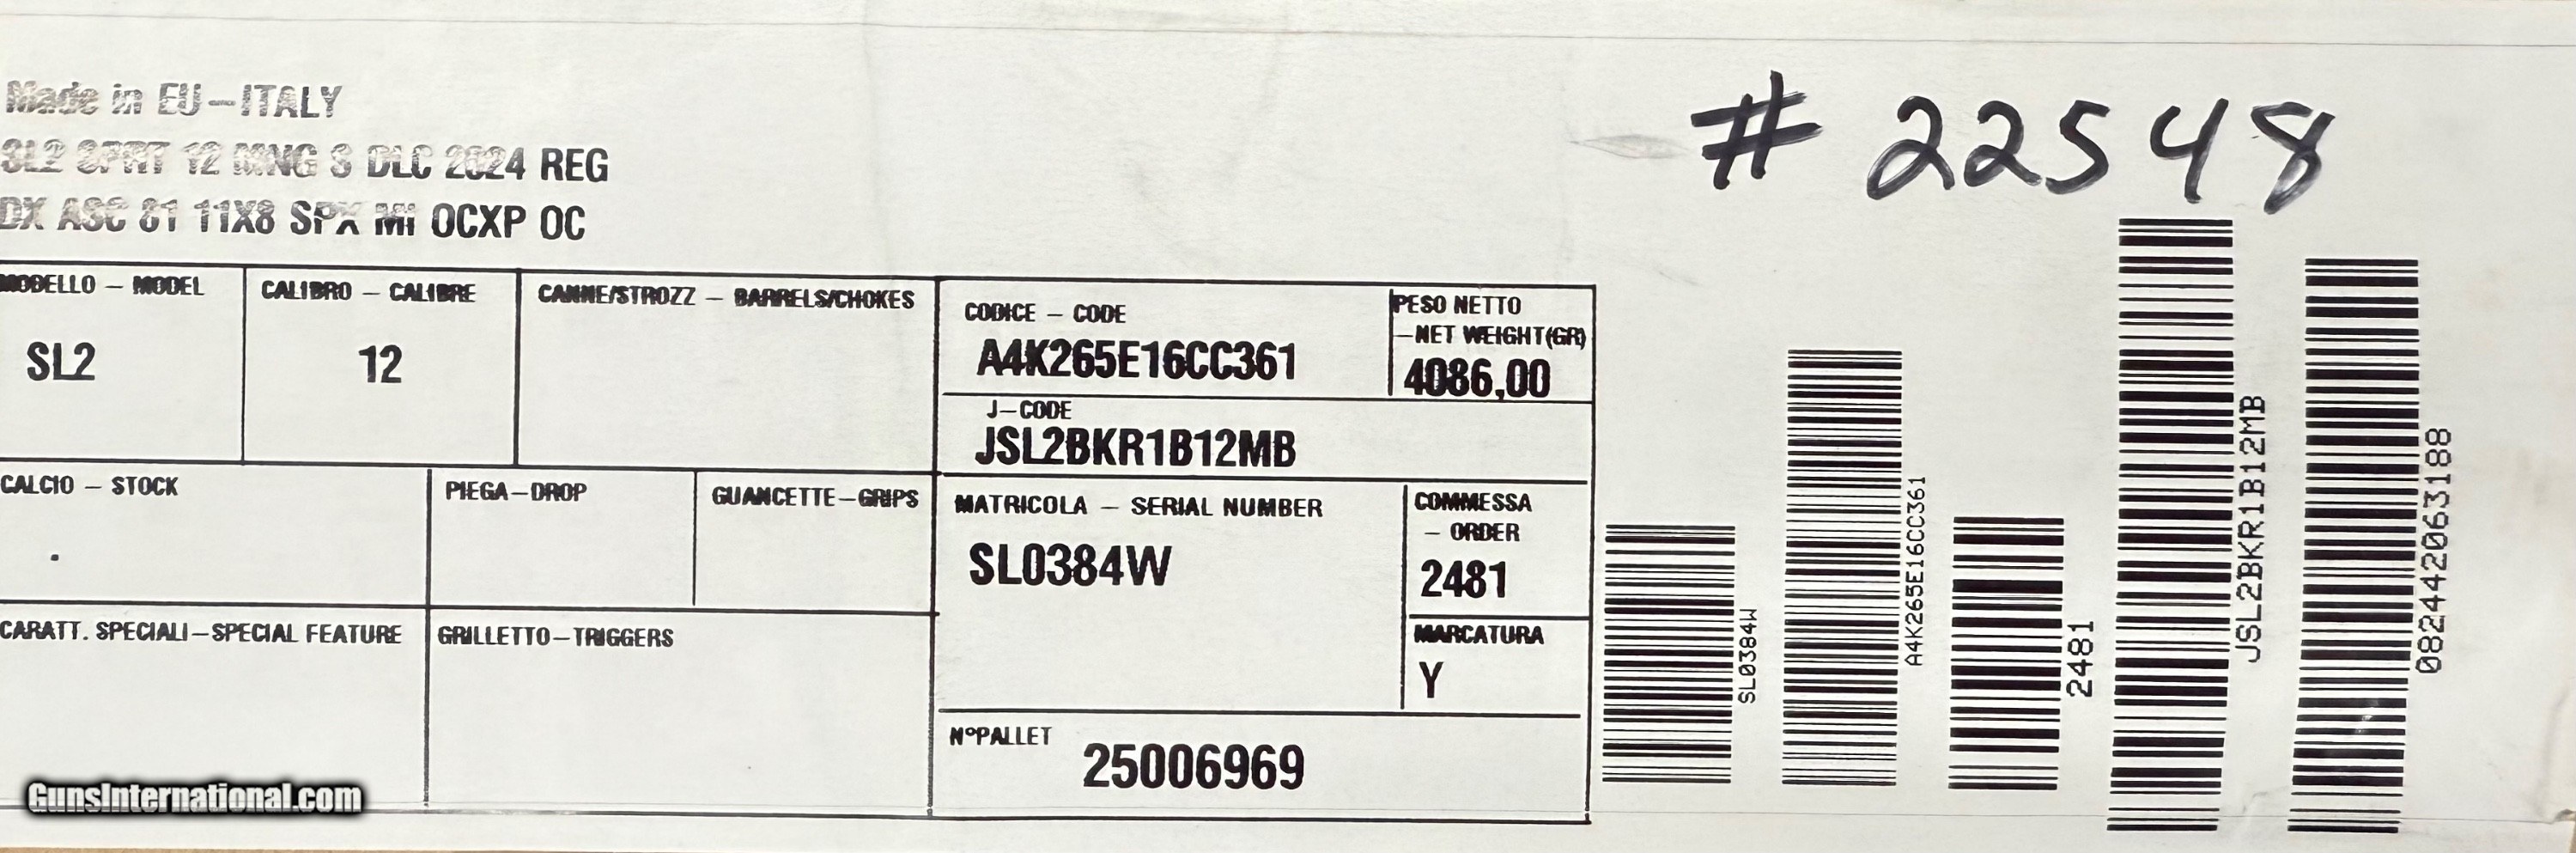 Made in EU-ITALY
SL2 SPRT 12 MNG S DLC 2024 REG
DX ASC 81 11X8 SPX MI OCXP OC
# 22548
MODELLO - MODEL
SL2
CALIBRO - CALIBRE
12
CANNE/STROZZ - BARRELS/CHOKES
CODICE - CODE
A4K265E16CC361
PESO NETTO
-NET WEIGHT(GR)
4086,00
J-CODE
JSL2BKR1B12MB
CALCIO - STOCK
.
PIEGA-DROP
GUANCETTE-GRIPS
MATRICOLA - SERIAL NUMBER
SL0384W
COMMESSA
- ORDER
2481
MARCATURA
Y
CARATT. SPECIALI-SPECIAL FEATURE
GRILLETTO-TRIGGERS
N°PALLET
25006969
SL0384W
A4K265E16CC361
2481
JSL2BKR1B12MB
082442063188
GunsInternational.com